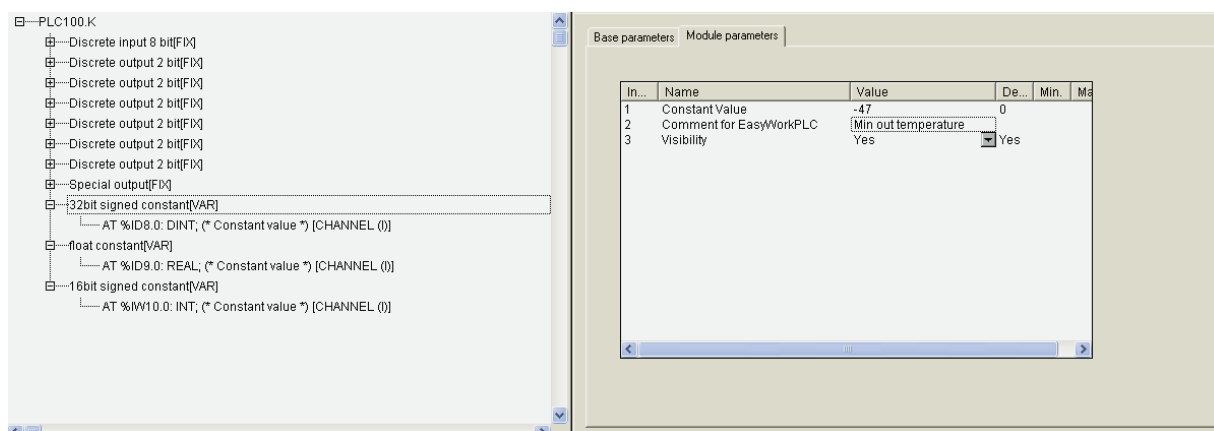 PLC100.K
Discrete input 8 bit[FIX]
Discrete output 2 bit[FIX]
Discrete output 2 bit[FIX]
Discrete output 2 bit[FIX]
Discrete output 2 bit[FIX]
Discrete output 2 bit[FIX]
Discrete output 2 bit[FIX]
Special output[FIX]
32bit signed constant[VAR]
AT %ID8.0: DINT; (* Constant value *) [CHANNEL (I)]
float constant[VAR]
AT %ID9.0: REAL; (* Constant value *) [CHANNEL (I)]
16bit signed constant[VAR]
AT %IW10.0: INT; (* Constant value *) [CHANNEL (I)]
Base parameters Module parameters
In... Name Value De... Min. Ma
1 Constant Value -47 0
2 Comment for EasyWorkPLC Min out temperature
3 Visibility Yes Yes